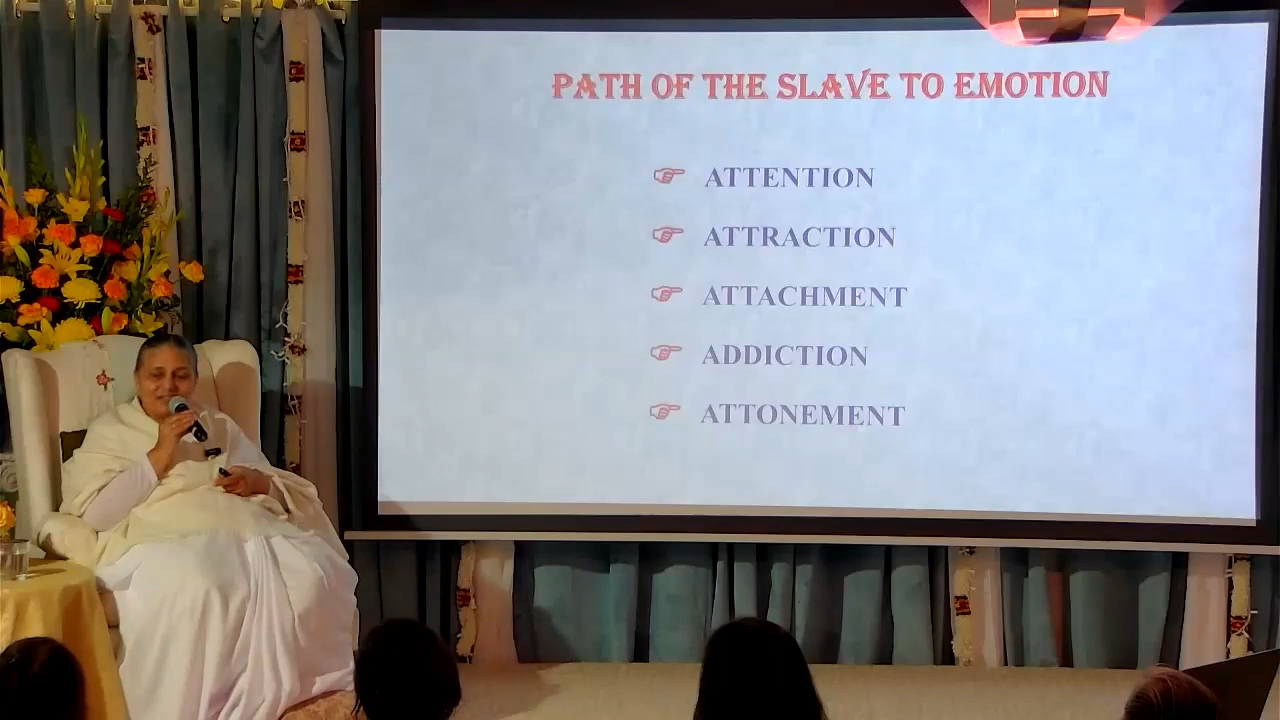 PATH OF THE SLAVE TO EMOTION
ATTENTION
ATTRACTION
ATTACHMENT
ADDICTION
ATTONEMENT